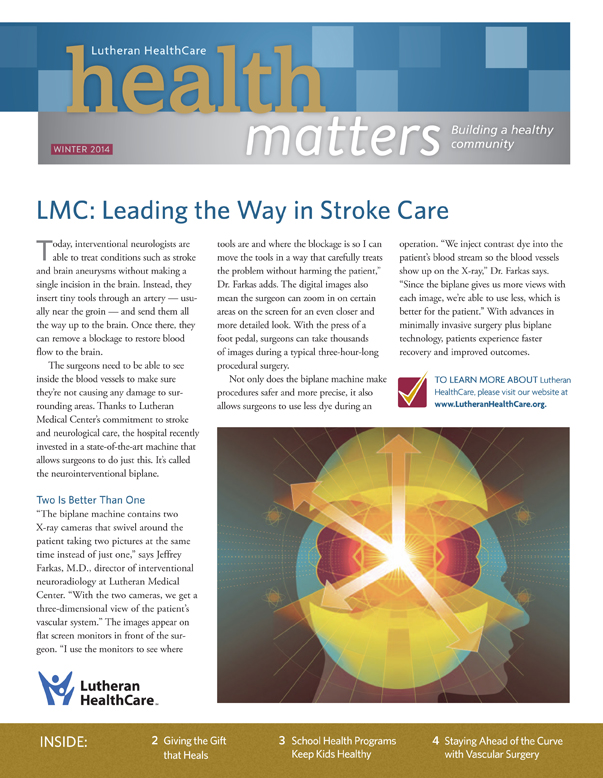 Lutheran HealthCare
health
matters
Building a healthy
community
WINTER 2014
LMC: Leading the Way in Stroke Care
Today, interventional neurologists are
able to treat conditions such as stroke
and brain aneurysms without making a
single incision in the brain. Instead, they
insert tiny tools through an artery — usu-
ally near the groin — and send them all
the way up to the brain. Once there, they
can remove a blockage to restore blood
flow to the brain.
The surgeons need to be able to see
inside the blood vessels to make sure
they're not causing any damage to sur-
rounding areas. Thanks to Lutheran
Medical Center's commitment to stroke
and neurological care, the hospital recently
invested in a state-of-the-art machine that
allows surgeons to do just this. It's called
the neurointerventional biplane.
Two Is Better Than One
“The biplane machine contains two
X-ray cameras that swivel around the
patient taking two pictures at the same
time instead of just one,” says Jeffrey
Farkas, M.D., director of interventional
neuroradiology at Lutheran Medical
Center. “With the two cameras, we get a
three-dimensional view of the patient's
vascular system.” The images appear on
flat screen monitors in front of the sur-
geon. “I use the monitors to see where
tools are and where the blockage is so I can
move the tools in a way that carefully treats
the problem without harming the patient,”
Dr. Farkas adds. The digital images also
mean the surgeon can zoom in on certain
areas on the screen for an even closer and
more detailed look. With the press of a
foot pedal, surgeons can take thousands
of images during a typical three-hour-long
procedural surgery.
Not only does the biplane machine make
procedures safer and more precise, it also
allows surgeons to use less dye during an
operation. “We inject contrast dye into the
patient's blood stream so the blood vessels
show up on the X-ray,” Dr. Farkas says.
“Since the biplane gives us more views with
each image, we're able to use less, which is
better for the patient.” With advances in
minimally invasive surgery plus biplane
technology, patients experience faster
recovery and improved outcomes.
TO LEARN MORE ABOUT Lutheran
HealthCare, please visit our website at
www.LutheranHealthCare.org.
Lutheran
HealthCare™
INSIDE:
2 Giving the Gift
that Heals
3 School Health Programs
Keep Kids Healthy
4 Staying Ahead of the Curve
with Vascular Surgery